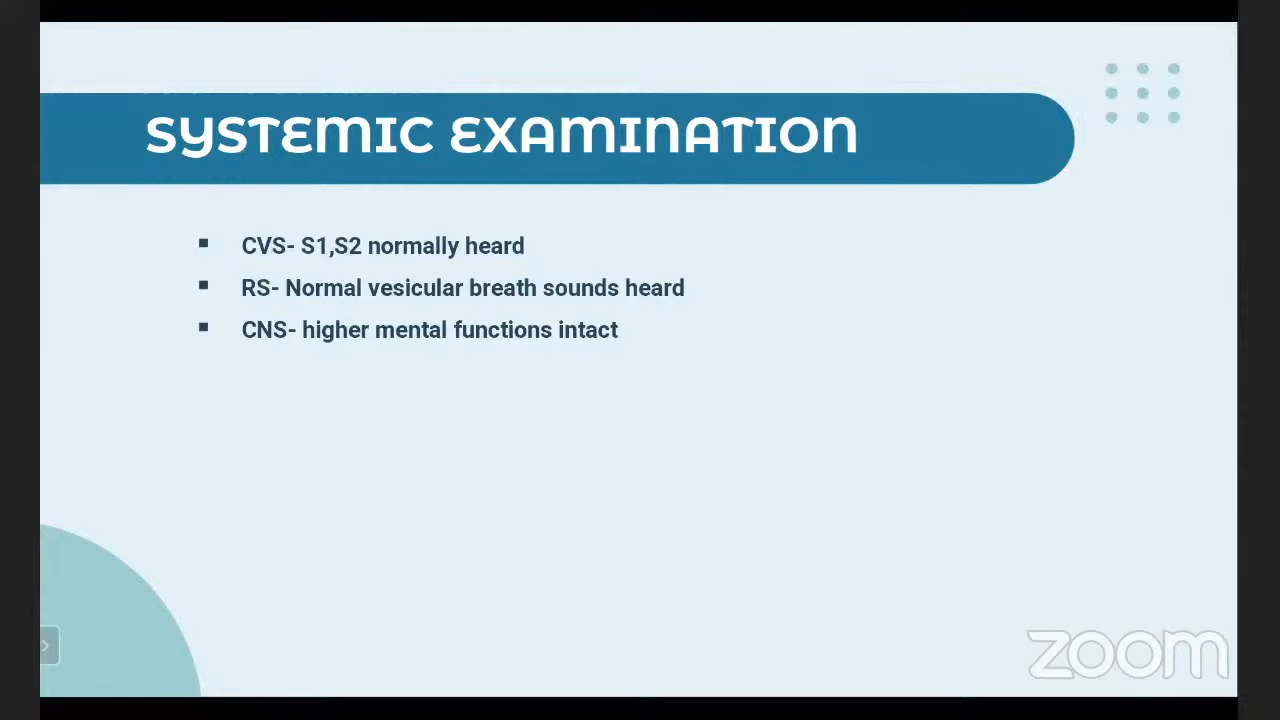 SYSTEMIC EXAMINATION
CVS- S1,S2 normally heard
RS- Normal vesicular breath sounds heard
CNS- higher mental functions intact
zoom